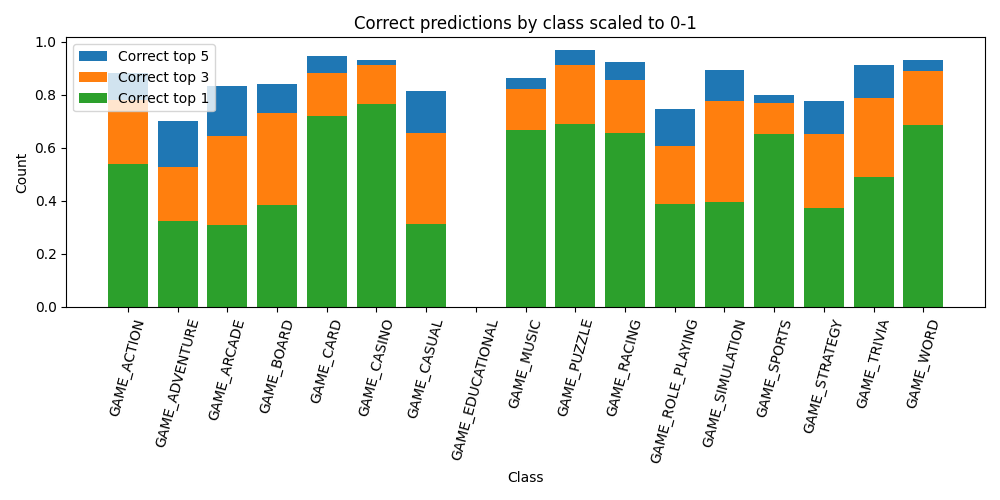 Correct predictions by class scaled to 0-1
Correct top 5
Correct top 3
Correct top 1
Count
1.0
0.8
0.6
0.4
0.2
0.0
GAME_ACTION
GAME_ADVENTURE
GAME_ARCADE
GAME_BOARD
GAME_CARD
GAME_CASINO
GAME_CASUAL
GAME_EDUCATIONAL
GAME_MUSIC
GAME_PUZZLE
GAME_RACING
GAME_ROLE_PLAYING
GAME_SIMULATION
GAME_SPORTS
GAME_STRATEGY
GAME_TRIVIA
GAME_WORD
Class